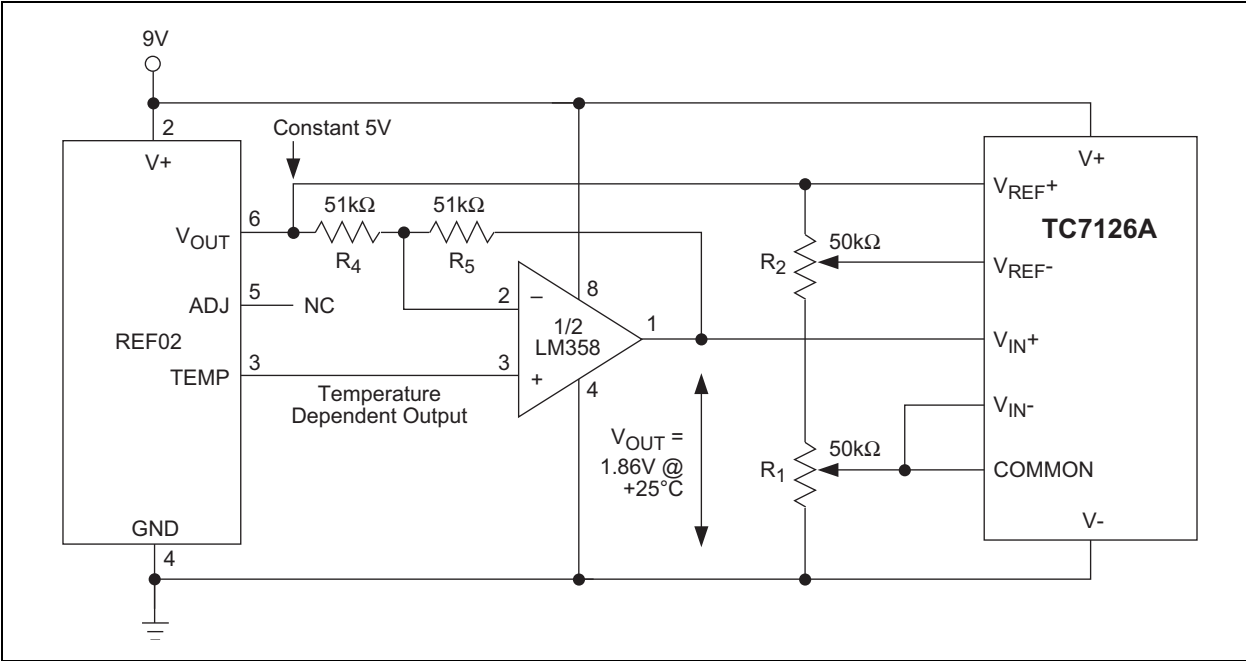 9V
2
V+
Constant 5V
6
VOUT
51kΩ
R4
51kΩ
R5
5
ADJ
NC
REF02
3
TEMP
Temperature
Dependent Output
GND
4
2
–
8
1/2
LM358
1
3
+
4
VOUT =
1.86V @
+25°C
50kΩ
R2
50kΩ
R1
V+
VREF+
TC7126A
VREF-
VIN+
VIN-
COMMON
V-